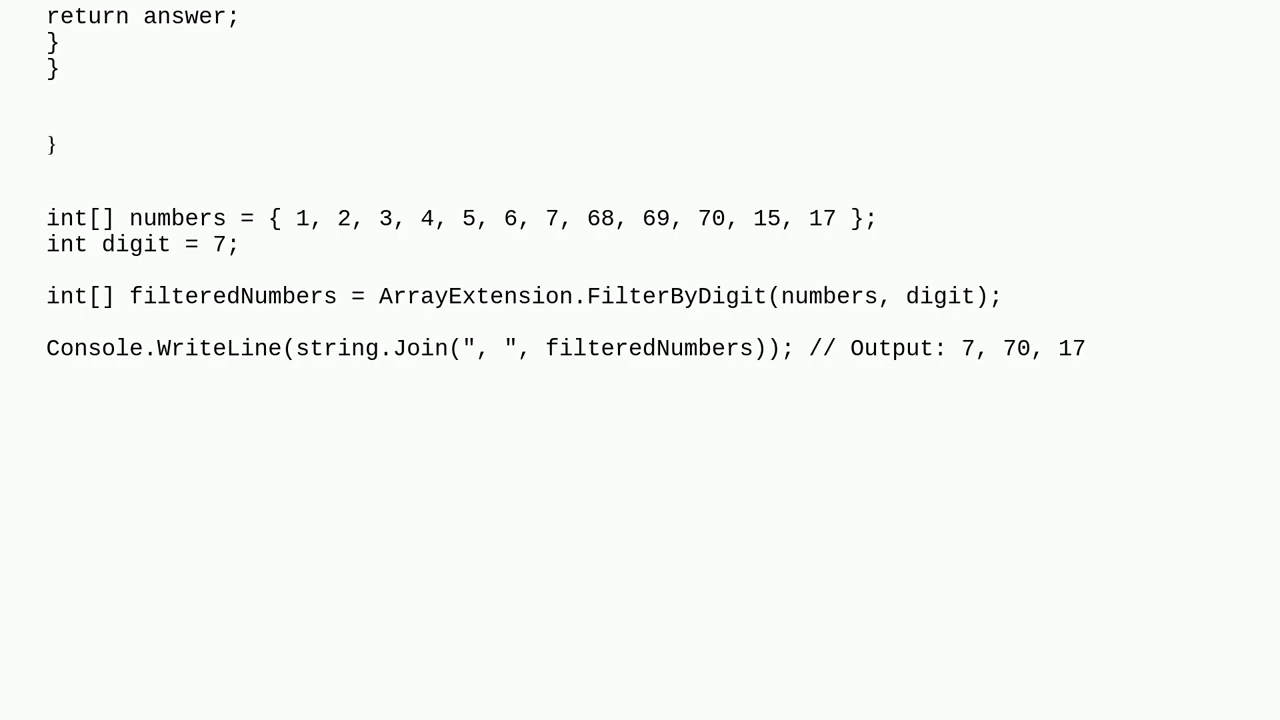 return answer;
}
}
}
int[] numbers = { 1, 2, 3, 4, 5, 6, 7, 68, 69, 70, 15, 17 };
int digit = 7;
int[] filteredNumbers = ArrayExtension.FilterByDigit(numbers, digit);
Console.WriteLine(string.Join(", ", filteredNumbers)); // Output: 7, 70, 17